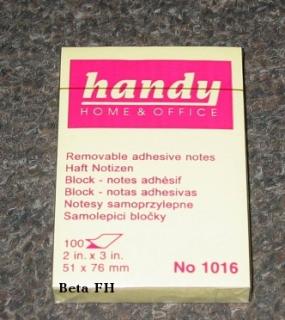 handy
HOME & OFFICE
Removable adhesive notes
Haft Notizen
Block - notes adhésif
Block - notas adhesivas
Notesy samoprzylepne
Samolepicí bločky
100
2 in. x 3 in.
51 x 76 mm
No 1016
Beta FH